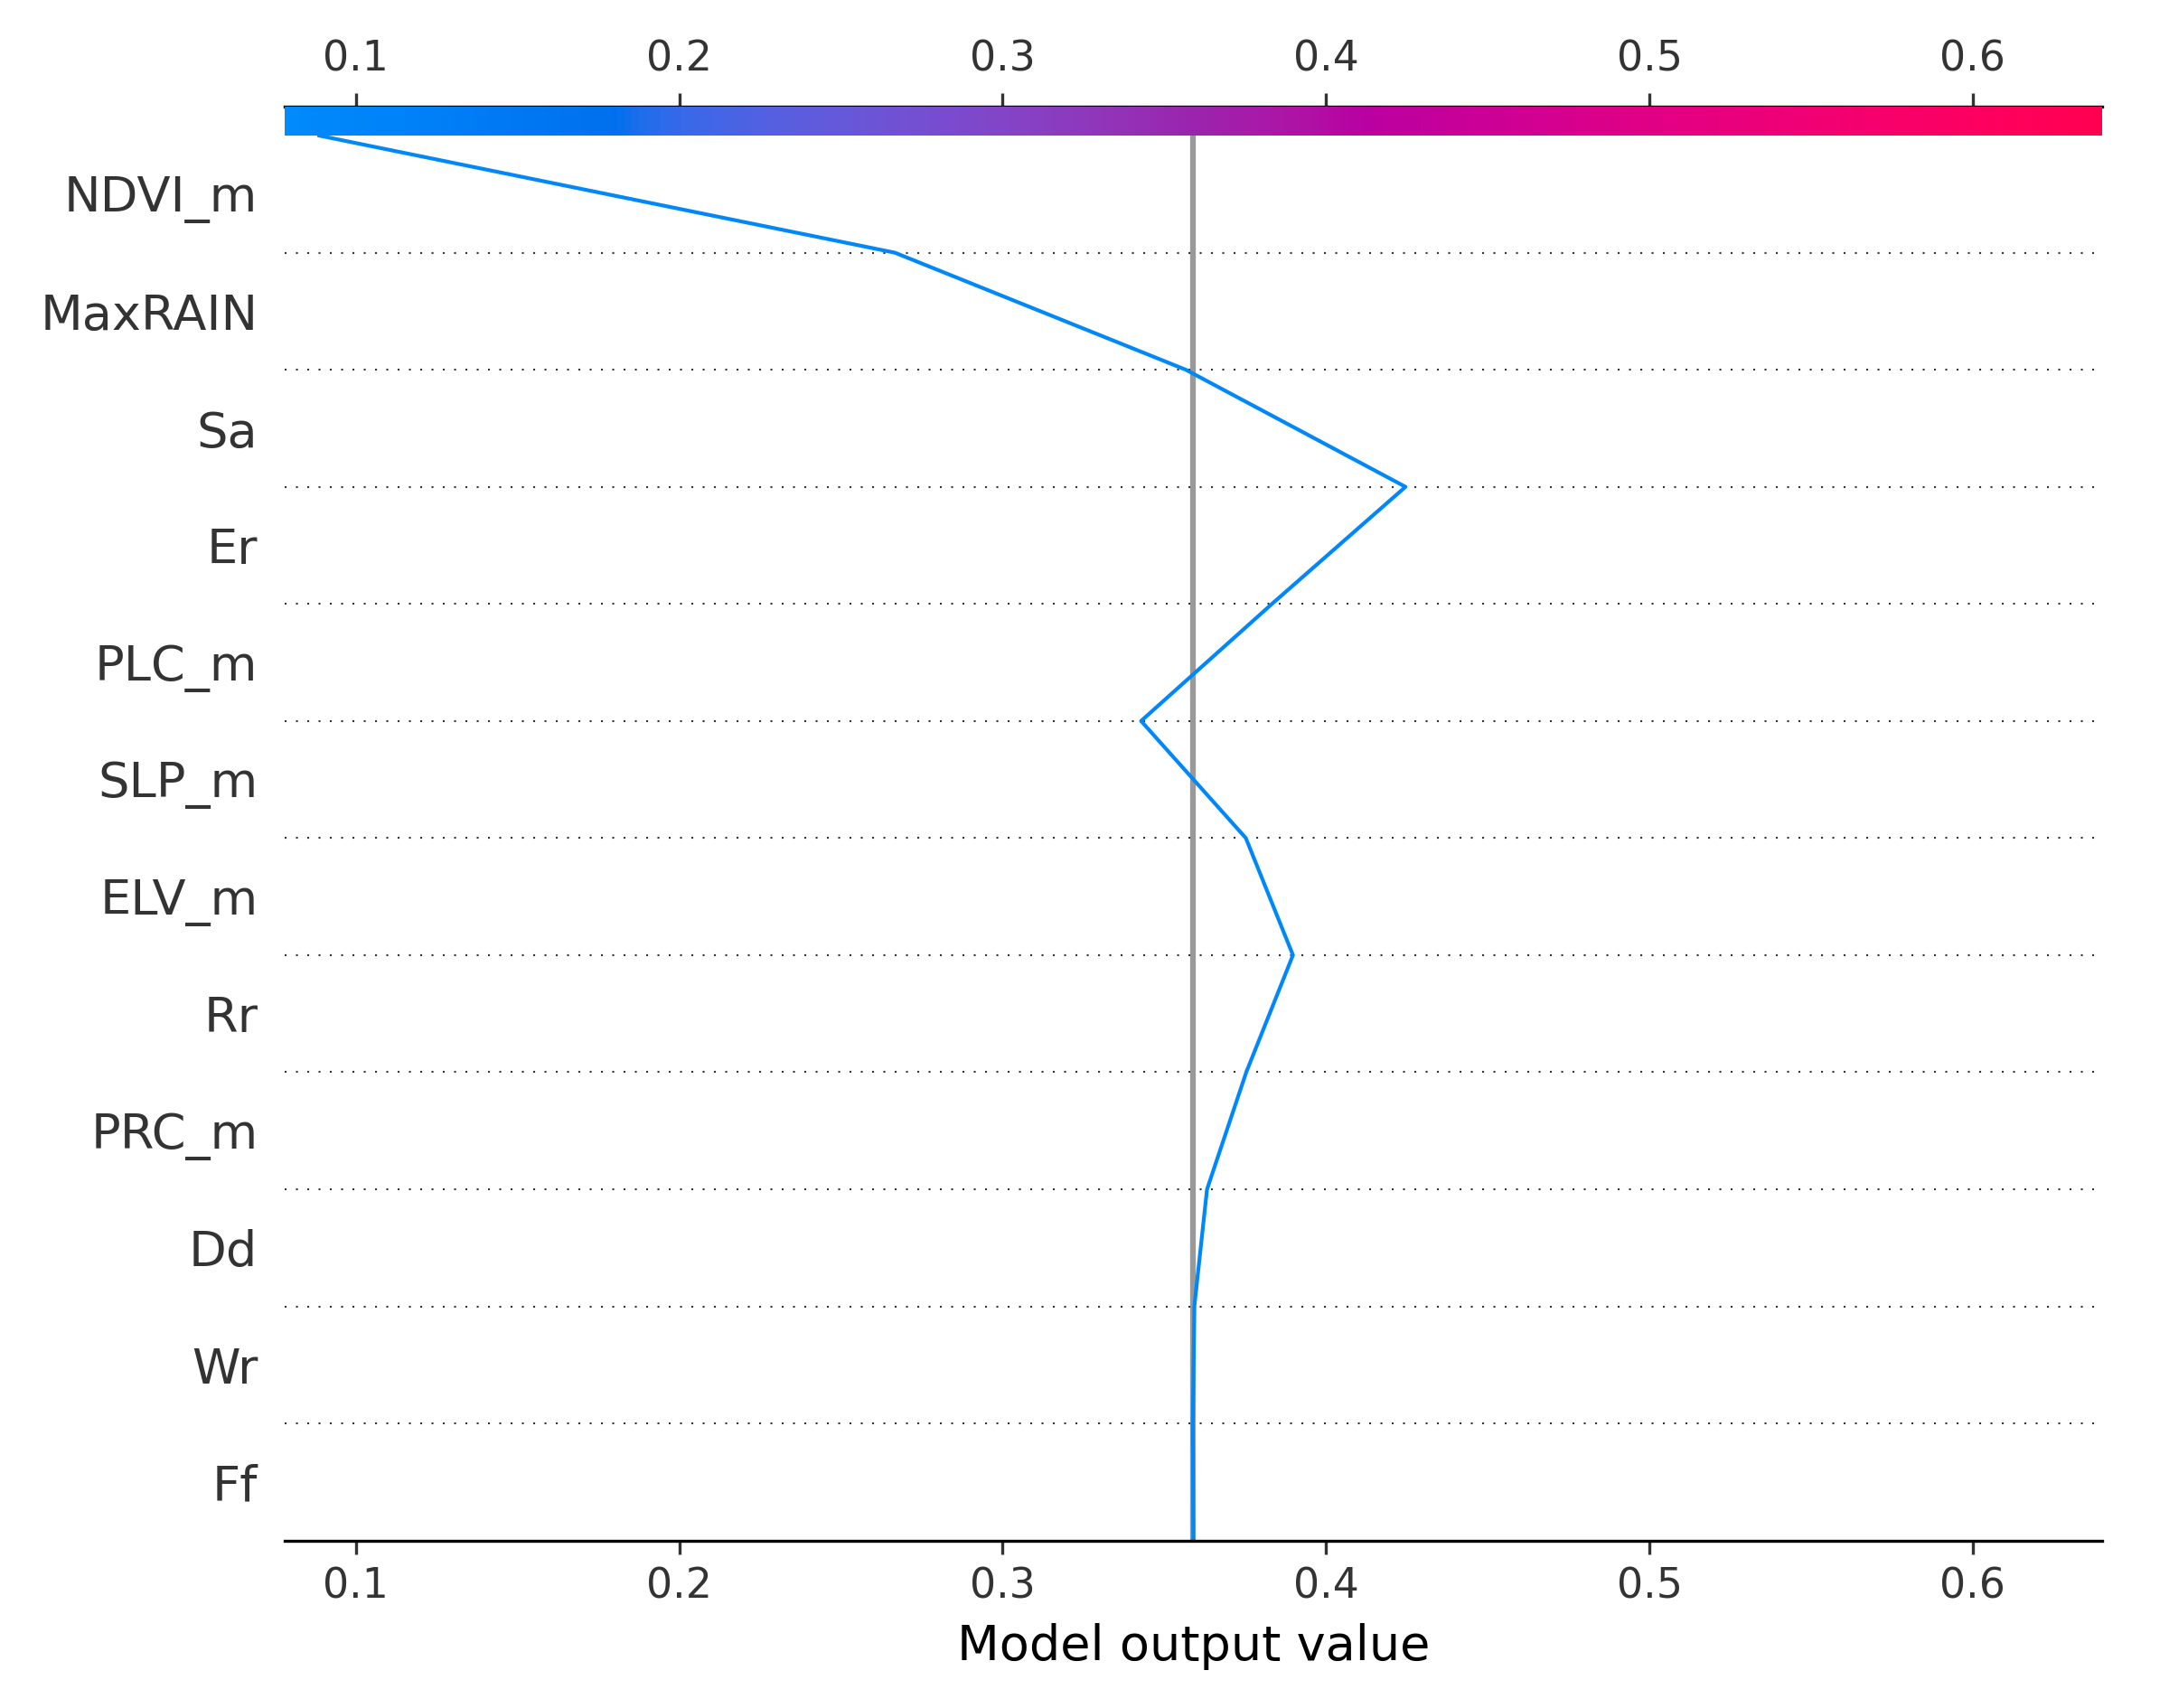 0.1 0.2 0.3 0.4 0.5 0.6
NDVI_m
MaxRAIN
Sa
Er
PLC_m
SLP_m
ELV_m
Rr
PRC_m
Dd
Wr
Ff
0.1 0.2 0.3 0.4 0.5 0.6
Model output value